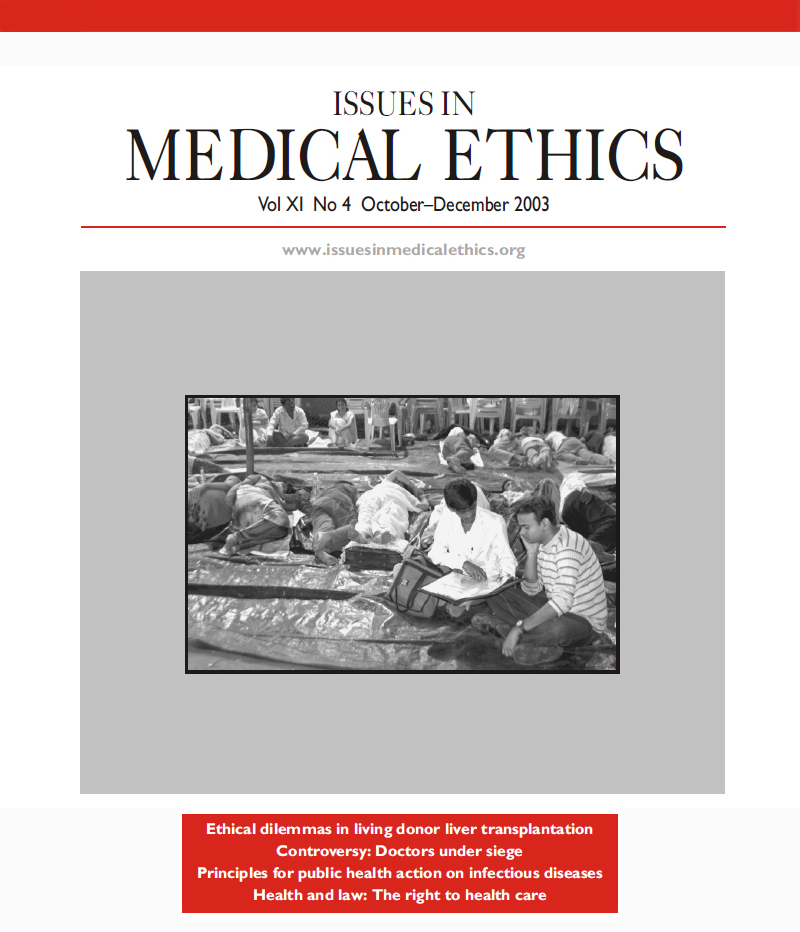 ISSUES IN
MEDICAL ETHICS
Vol XI No 4 October–December 2003
www.issuesinmedicalethics.org
Ethical dilemmas in living donor liver transplantation
Controversy: Doctors under siege
Principles for public health action on infectious diseases
Health and law: The right to health care